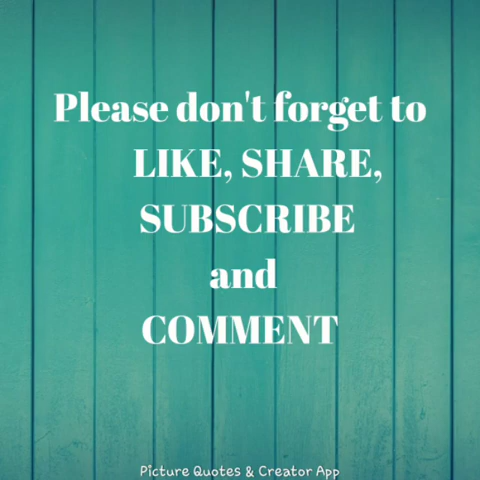 Please don't forget to
LIKE, SHARE,
SUBSCRIBE
and
COMMENT
Picture Quotes & Creator App